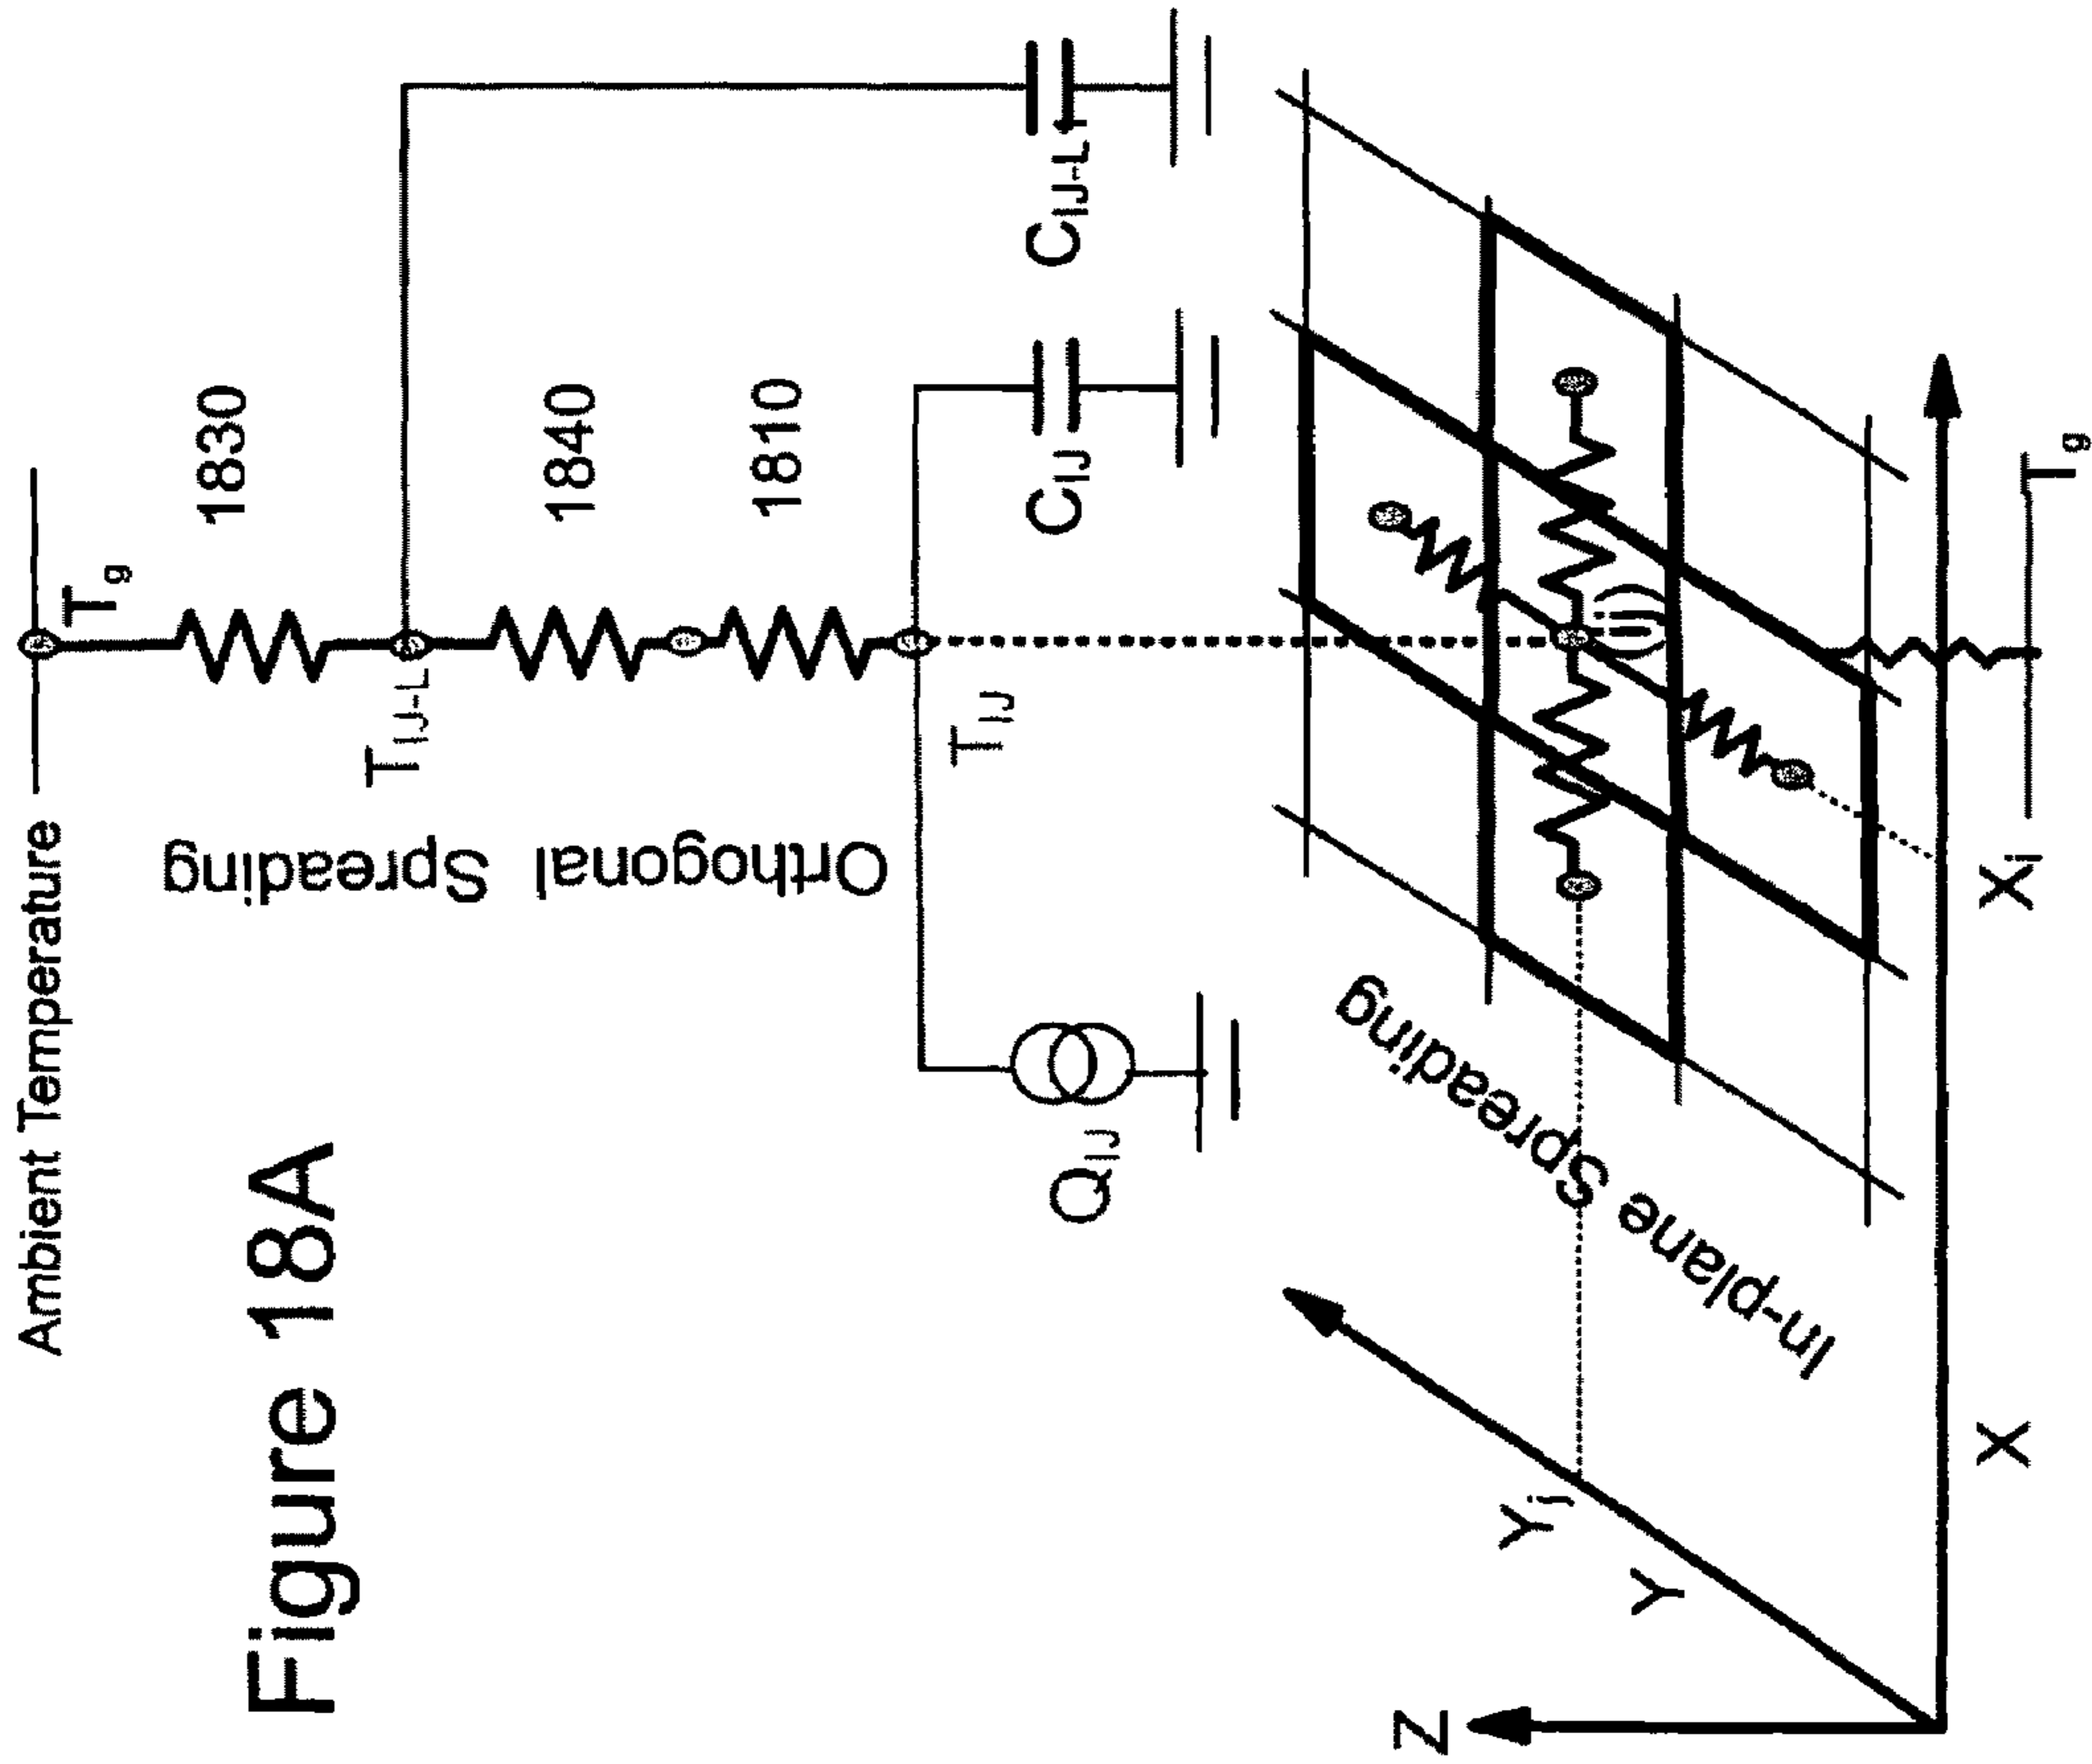 Figure 18A
Ambient Temperature
Tg
1830
TIJ-L
1840
1810
Orthogonal
Spreading
TIJ
QIJ
CIJ
CIJ-LT
In-plane Spreading
(ij)
Z
Y
Yj
X
Xi
Tg